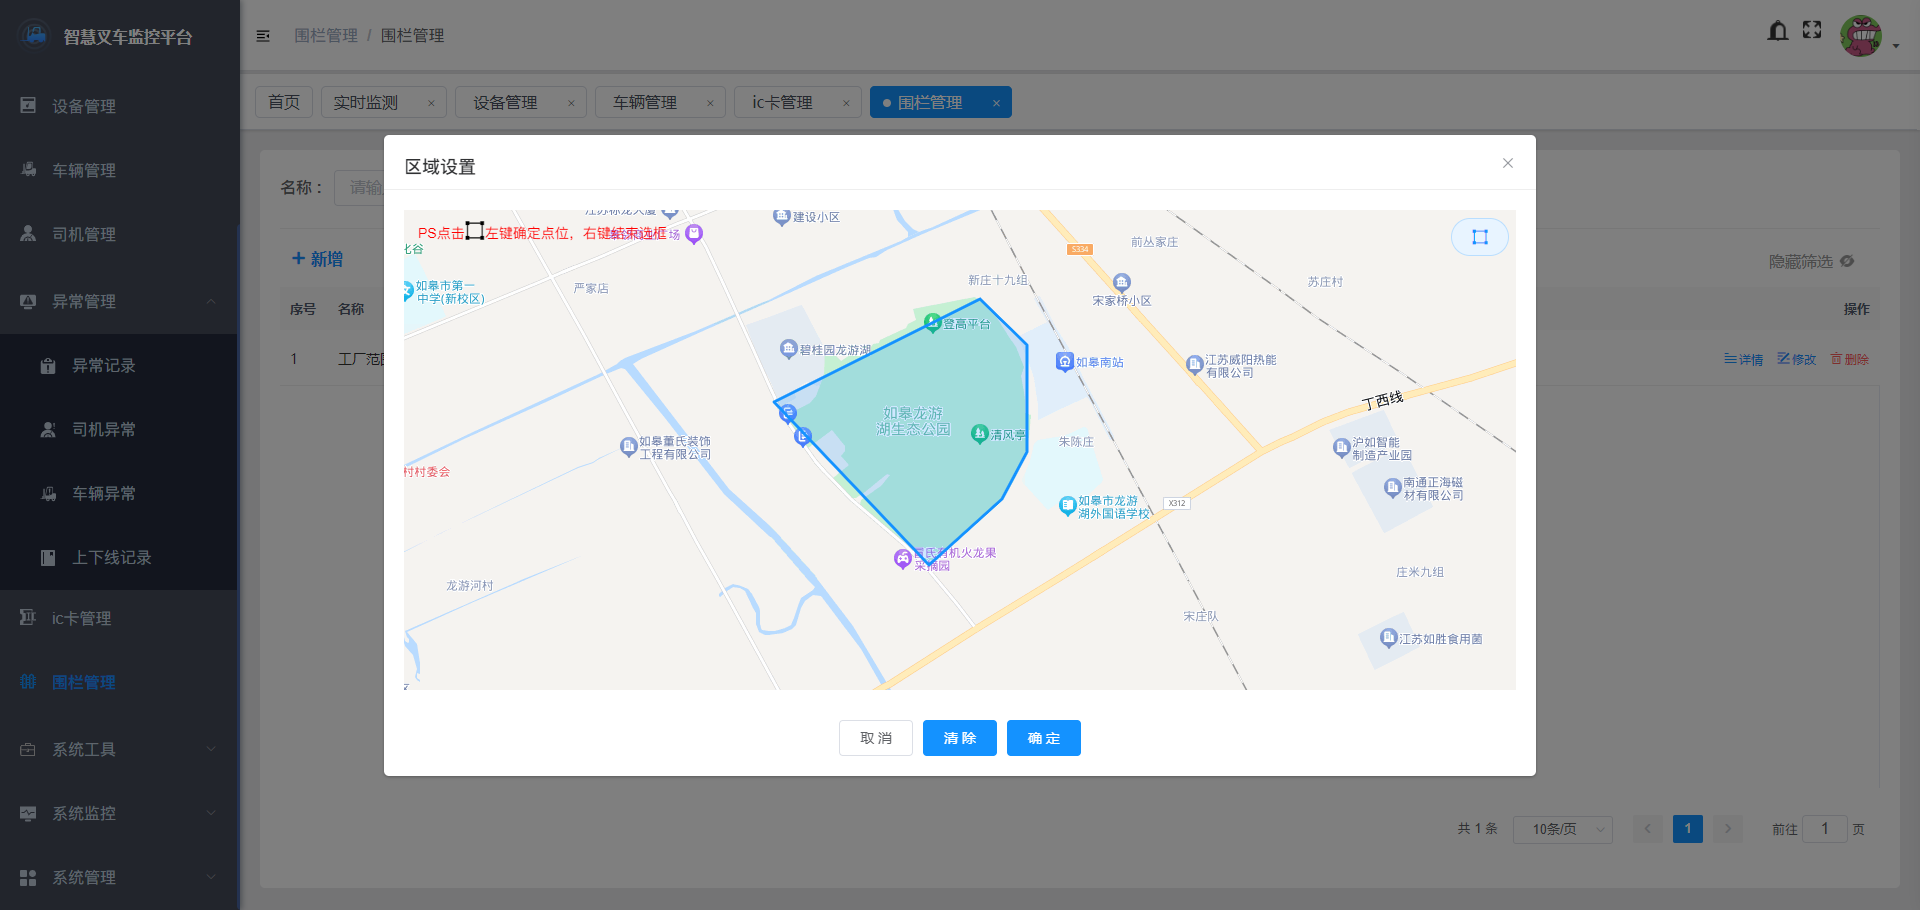 智慧叉车监控平台
围栏管理 / 围栏管理
首页
实时监测 ×
设备管理 ×
车辆管理 ×
ic卡管理 ×
围栏管理 ×
设备管理
车辆管理
司机管理
异常管理
异常记录
司机异常
车辆异常
上下线记录
ic卡管理
围栏管理
系统工具
系统监控
系统管理
名称：
请输
+ 新增
隐藏筛选
序号
名称
操作
1
工厂范
详情
修改
删除
区域设置
PS点击
左键确定点位，右键结束选框
建设小区
前丛家庄
S334
苏庄村
新庄十九组
宋家桥小区
严家店
如皋市第一
中学(新校区)
化谷
登高平台
碧桂园龙游湖
如皋南站
江苏威阳热能
有限公司
丁西线
如皋龙游
湖生态公园
清风亭
朱陈庄
如皋董氏装饰
工程有限公司
沪如智能
制造产业园
村村委会
南通正海磁
材有限公司
如皋市龙游
湖外国语学校
X312
氏有机火龙果
采摘园
龙游河村
庄米九组
宋庄队
江苏如胜食用菌
取消
清除
确定
共 1 条
10条/页
1
前往
1
页